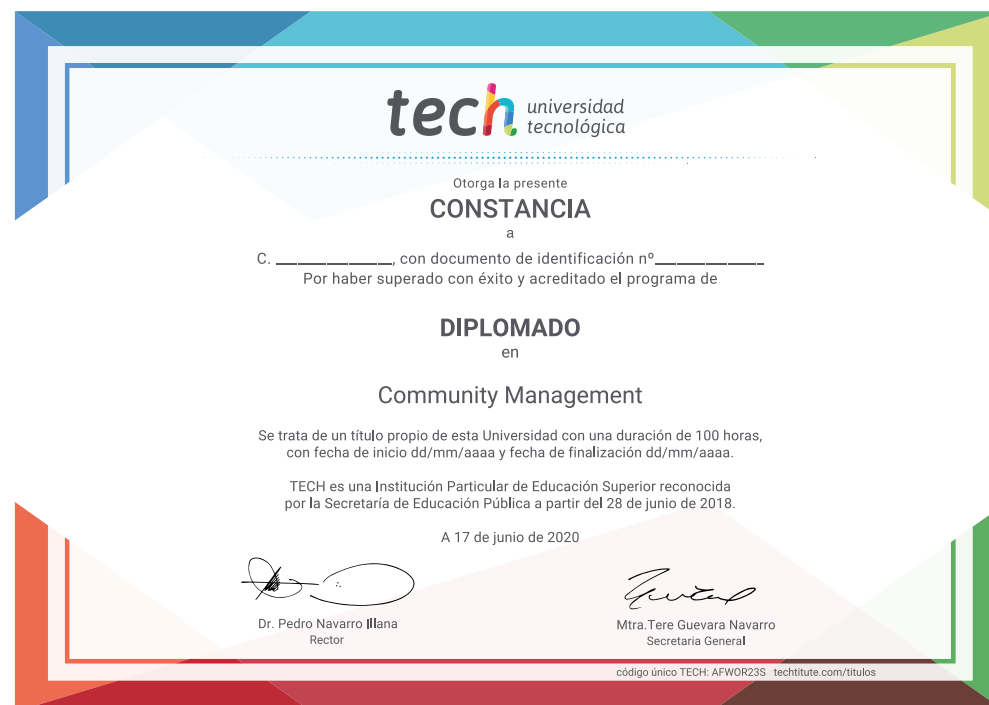 tech universidad
tecnológica
Otorga la presente
CONSTANCIA
a
C. ____________, con documento de identificación nº____________
Por haber superado con éxito y acreditado el programa de
DIPLOMADO
en
Community Management
Se trata de un título propio de esta Universidad con una duración de 100 horas,
con fecha de inicio dd/mm/aaaa y fecha de finalización dd/mm/aaaa.
TECH es una Institución Particular de Educación Superior reconocida
por la Secretaría de Educación Pública a partir del 28 de junio de 2018.
A 17 de junio de 2020
Dr. Pedro Navarro Illana
Rector
Mtra.Tere Guevara Navarro
Secretaria General
código único TECH: AFWOR23S techtitute.com/titulos